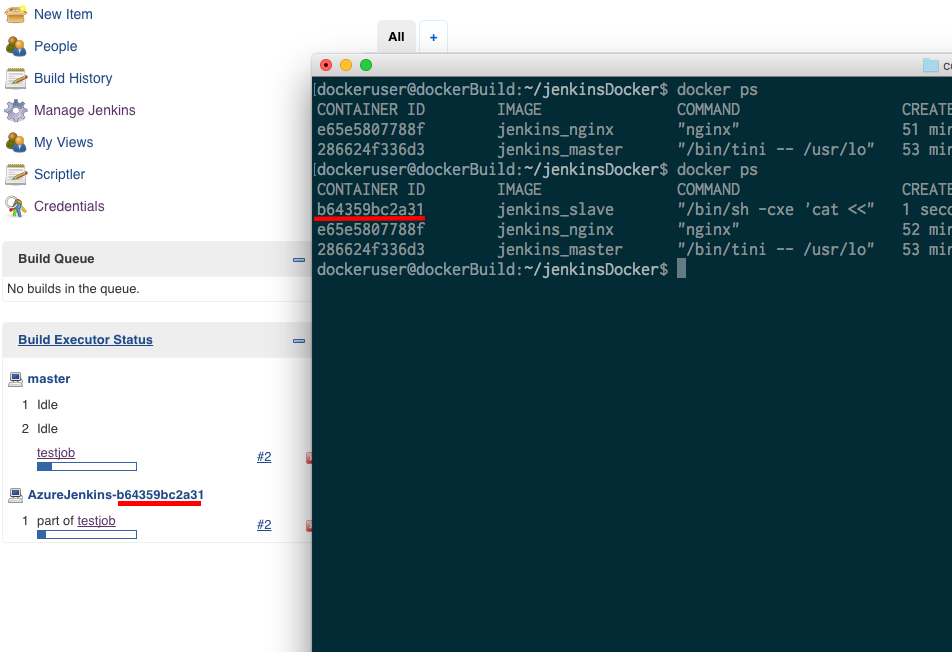 New Item
People
Build History
Manage Jenkins
My Views
Scriptler
Credentials
Build Queue
No builds in the queue.
Build Executor Status
master
1 Idle
2 Idle
testjob #2
AzureJenkins-b64359bc2a31
1 part of testjob #2
All +
[dockeruser@dockerBuild:~/jenkinsDocker$ docker ps
CONTAINER ID IMAGE COMMAND CREATE
e65e5807788f jenkins_nginx "nginx" 51 min
286624f336d3 jenkins_master "/bin/tini -- /usr/lo" 53 min
[dockeruser@dockerBuild:~/jenkinsDocker$ docker ps
CONTAINER ID IMAGE COMMAND CREATE
b64359bc2a31 jenkins_slave "/bin/sh -cxe 'cat <<" 1 seco
e65e5807788f jenkins_nginx "nginx" 52 min
286624f336d3 jenkins_master "/bin/tini -- /usr/lo" 53 min
dockeruser@dockerBuild:~/jenkinsDocker$